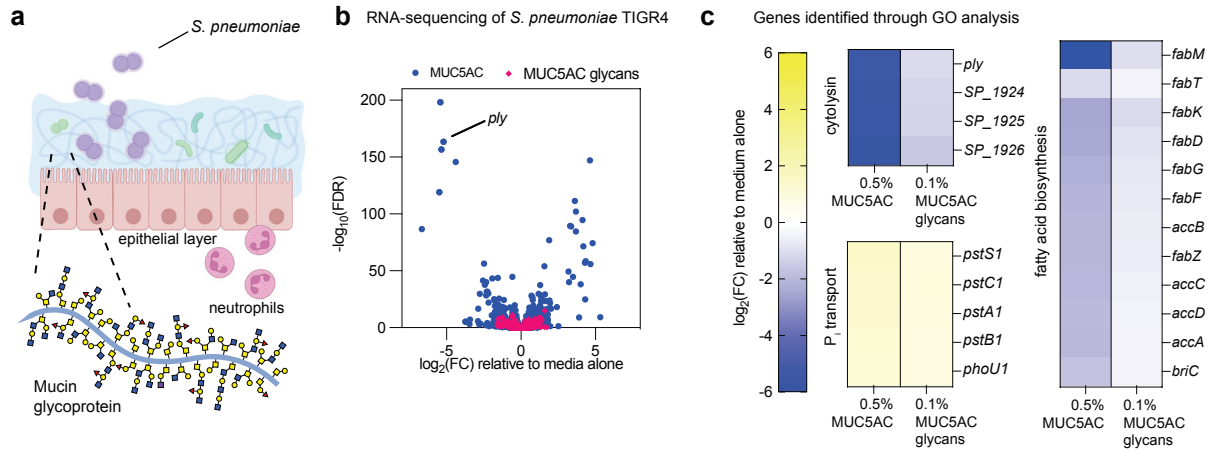 a
S. pneumoniae
epithelial layer
neutrophils
Mucin
glycoprotein
b
RNA-sequencing of S. pneumoniae TIGR4
MUC5AC
MUC5AC glycans
ply
200
150
100
50
0
-log10(FDR)
-5
0
5
log2(FC) relative to media alone
c
Genes identified through GO analysis
6
4
2
0
-2
-4
-6
log2(FC) relative to medium alone
cytolysin
ply
SP_1924
SP_1925
SP_1926
0.5%
MUC5AC
0.1%
MUC5AC
glycans
Pi transport
pstS1
pstC1
pstA1
pstB1
phoU1
0.5%
MUC5AC
0.1%
MUC5AC
glycans
fatty acid biosynthesis
fabM
fabT
fabK
fabD
fabG
fabF
accB
fabZ
accC
accD
accA
briC
0.5%
MUC5AC
0.1%
MUC5AC
glycans